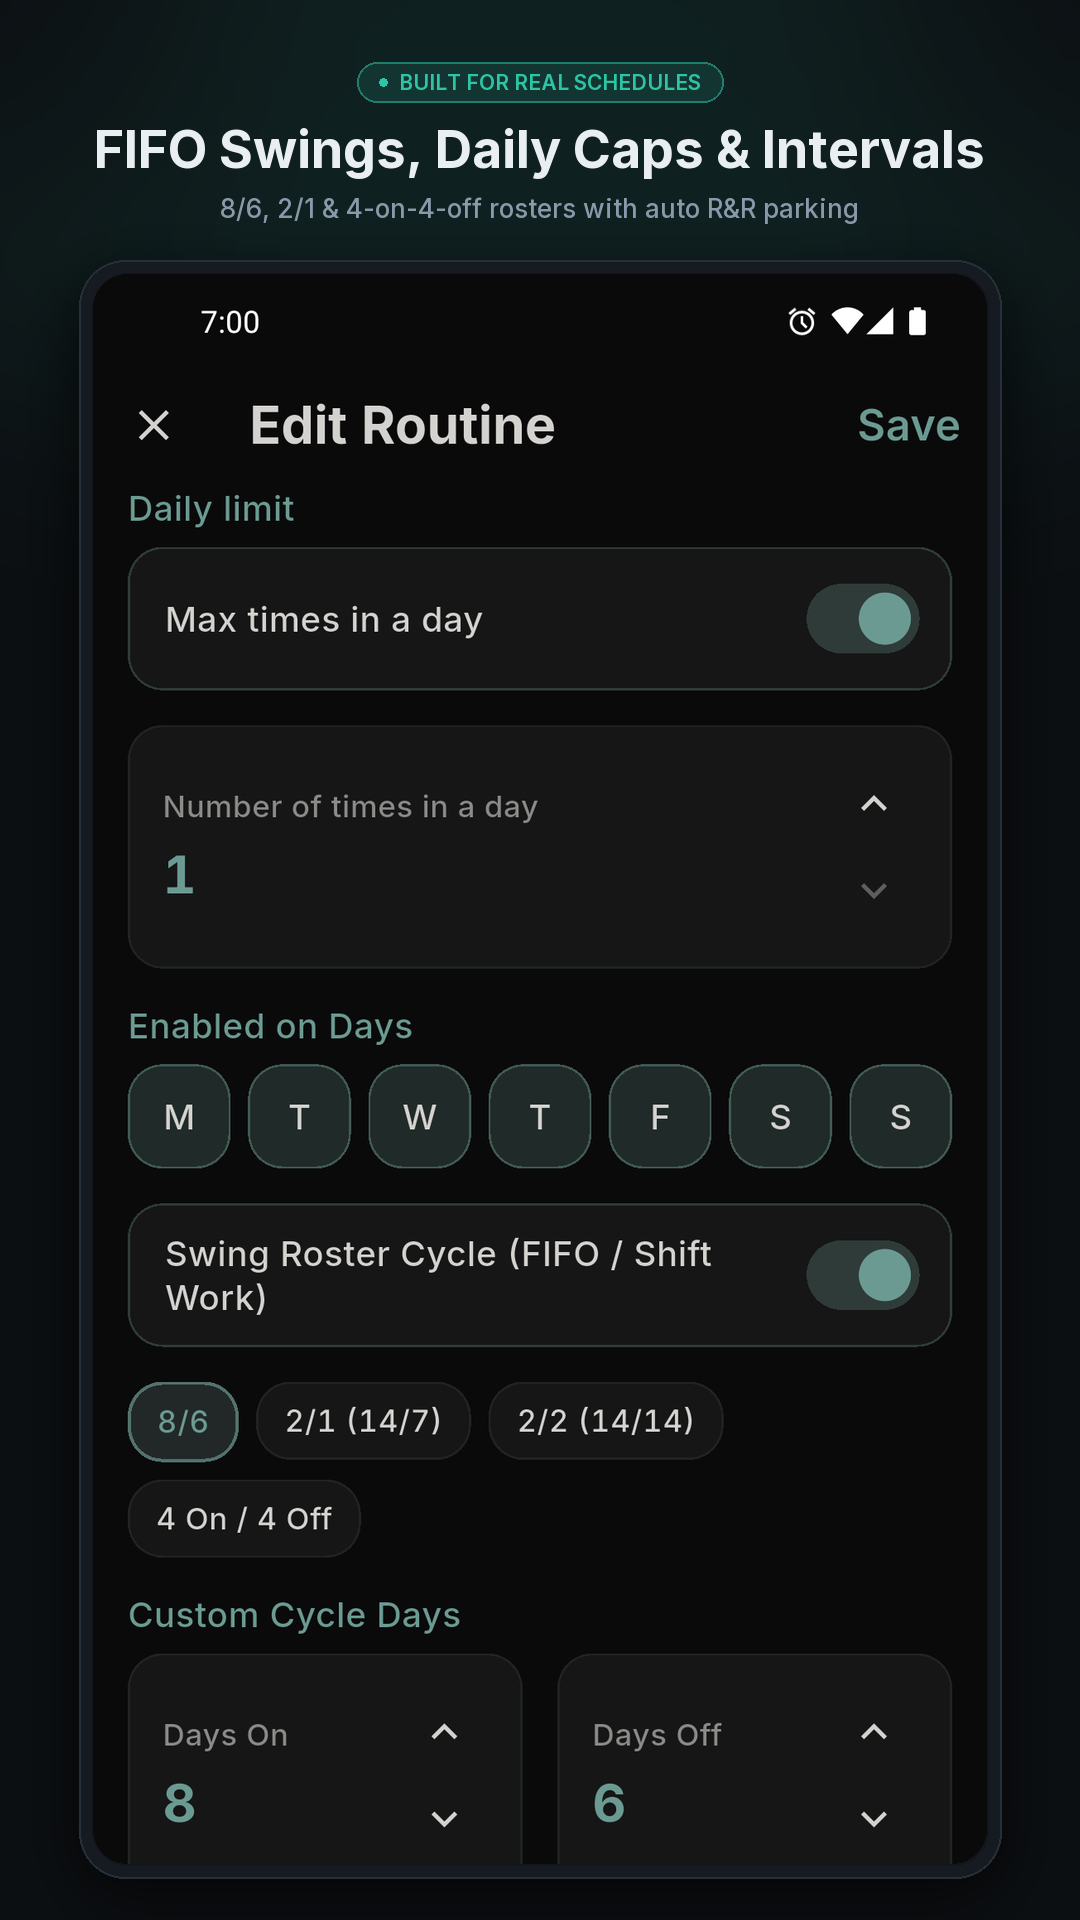 BUILT FOR REAL SCHEDULES
FIFO Swings, Daily Caps & Intervals
8/6, 2/1 & 4-on-4-off rosters with auto R&R parking
7:00
Edit Routine
Save
Daily limit
Max times in a day
Number of times in a day
1
Enabled on Days
M T W T F S S
Swing Roster Cycle (FIFO / Shift
Work)
8/6
2/1 (14/7)
2/2 (14/14)
4 On / 4 Off
Custom Cycle Days
Days On
8
Days Off
6